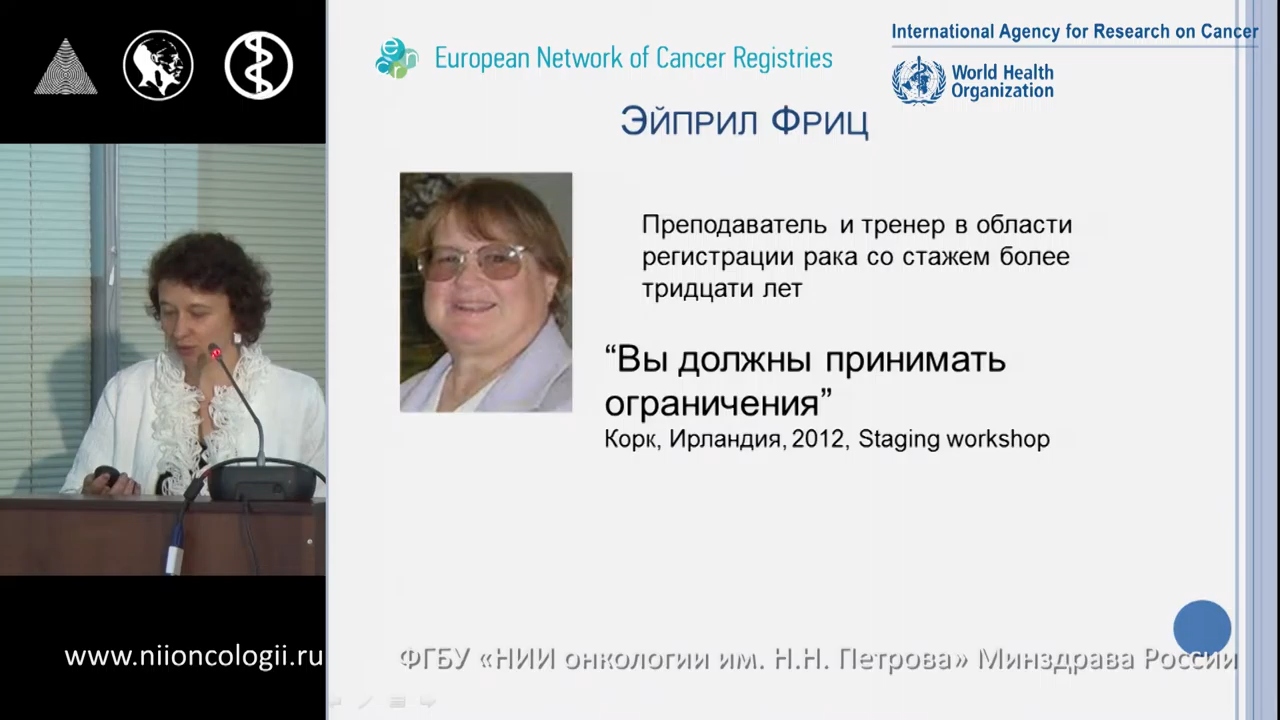 European Network of Cancer Registries
International Agency for Research on Cancer
World Health
Organization
Эйприл Фриц
Преподаватель и тренер в области
регистрации рака со стажем более
тридцати лет
“Вы должны принимать
ограничения”
Корк, Ирландия, 2012, Staging workshop
www.niioncologii.ru
ФГБУ «НИИ онкологии им. Н.Н. Петрова» Минздрава России